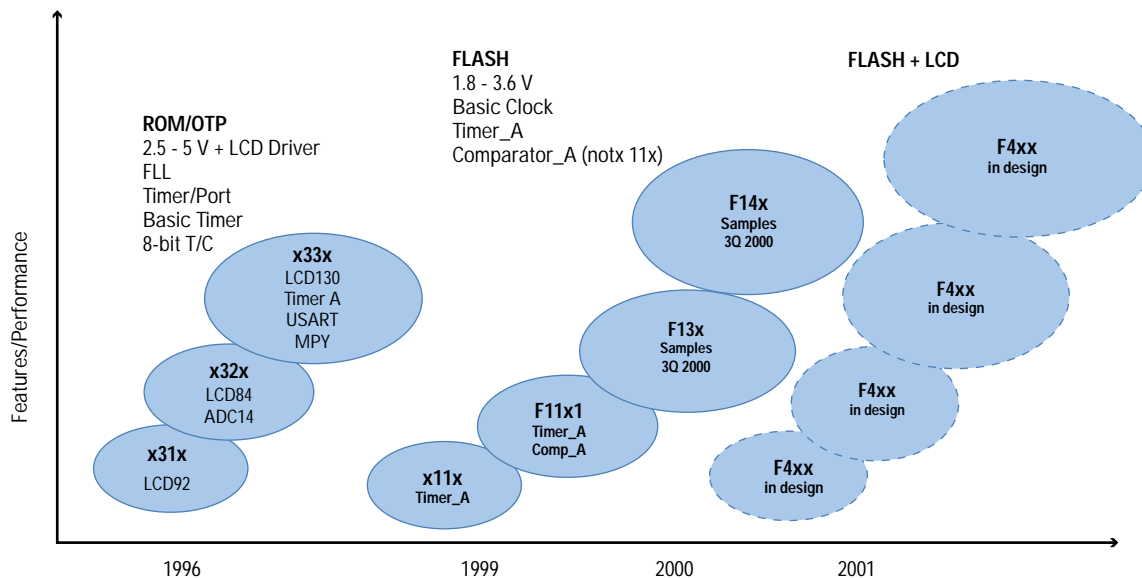 Features/Performance
ROM/OTP
2.5 - 5 V + LCD Driver
FLL
Timer/Port
Basic Timer
8-bit T/C
x33x
LCD130
Timer A
USART
MPY
x32x
LCD84
ADC14
x31x
LCD92
FLASH
1.8 - 3.6 V
Basic Clock
Timer_A
Comparator_A (notx 11x)
F14x
Samples
3Q 2000
F13x
Samples
3Q 2000
F11x1
Timer_A
Comp_A
x11x
Timer_A
FLASH + LCD
F4xx
in design
F4xx
in design
F4xx
in design
F4xx
in design
1996
1999
2000
2001